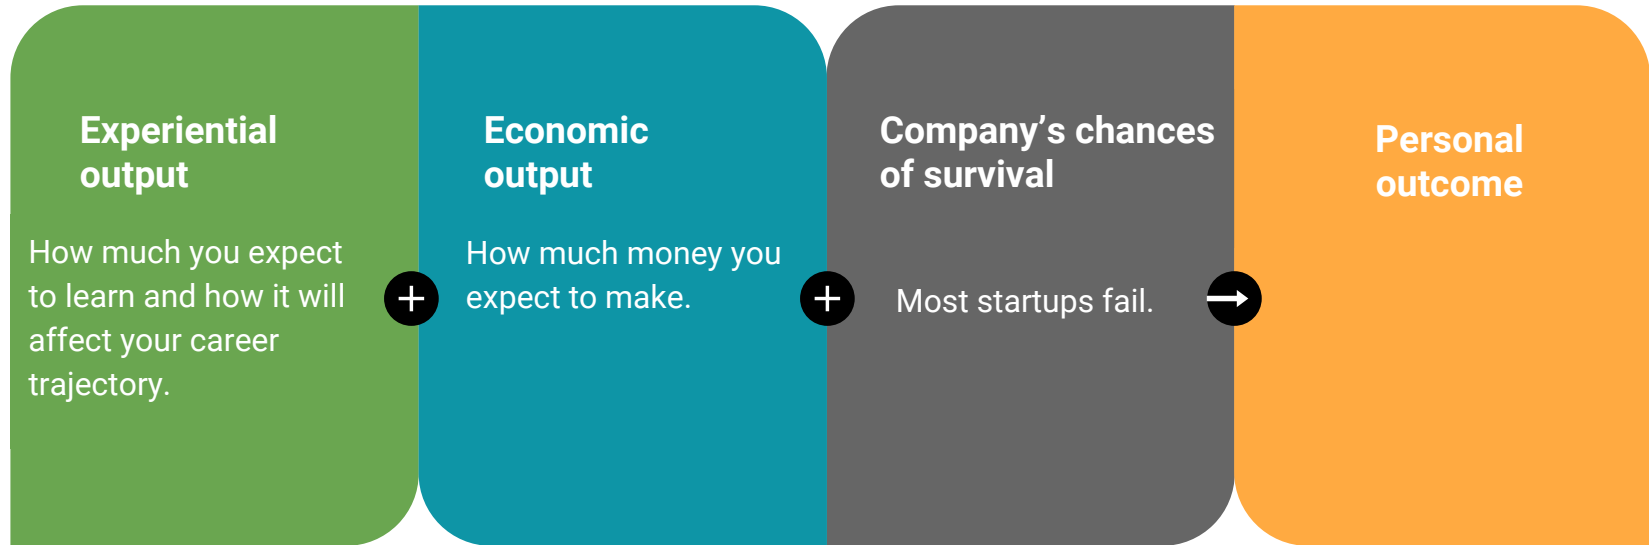 Experiential
output
How much you expect
to learn and how it will
affect your career
trajectory.
+
Economic
output
How much money you
expect to make.
+
Company’s chances
of survival
Most startups fail.
→
Personal
outcome